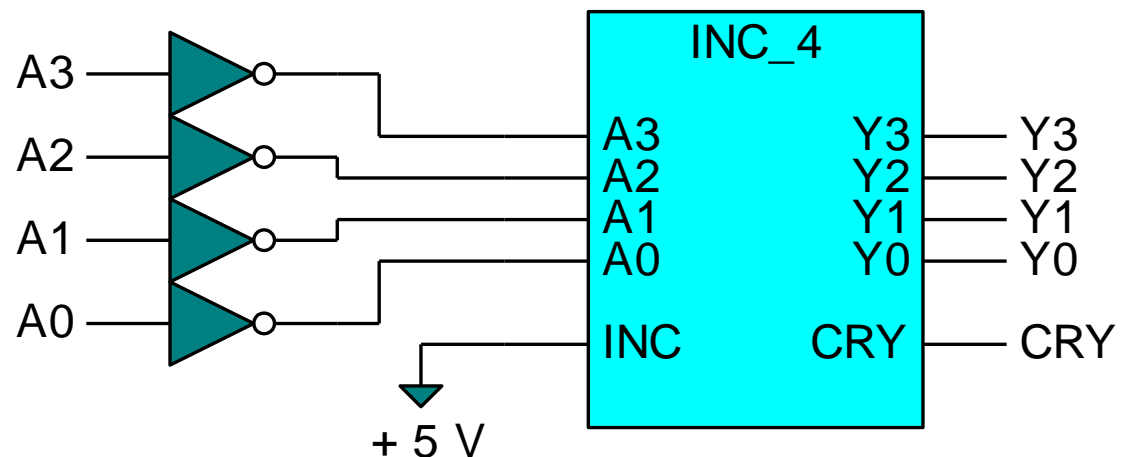 INC_4
A3
A2
A1
A0
A3 Y3 Y3
A2 Y2 Y2
A1 Y1 Y1
A0 Y0 Y0
INC CRY CRY
+ 5 V